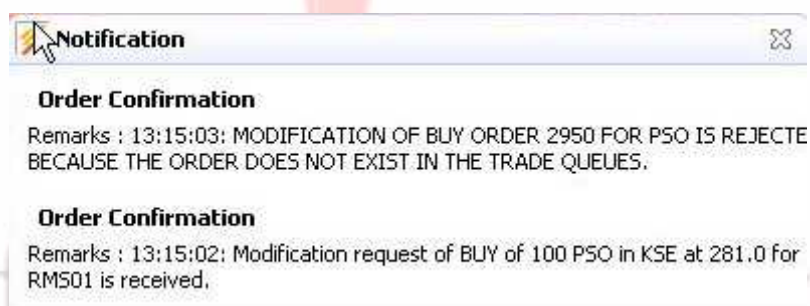 Notification
Order Confirmation
Remarks : 13:15:03: MODIFICATION OF BUY ORDER 2950 FOR PSO IS REJECTE
BECAUSE THE ORDER DOES NOT EXIST IN THE TRADE QUEUES.
Order Confirmation
Remarks : 13:15:02: Modification request of BUY of 100 PSO in KSE at 281.0 for
RMS01 is received.